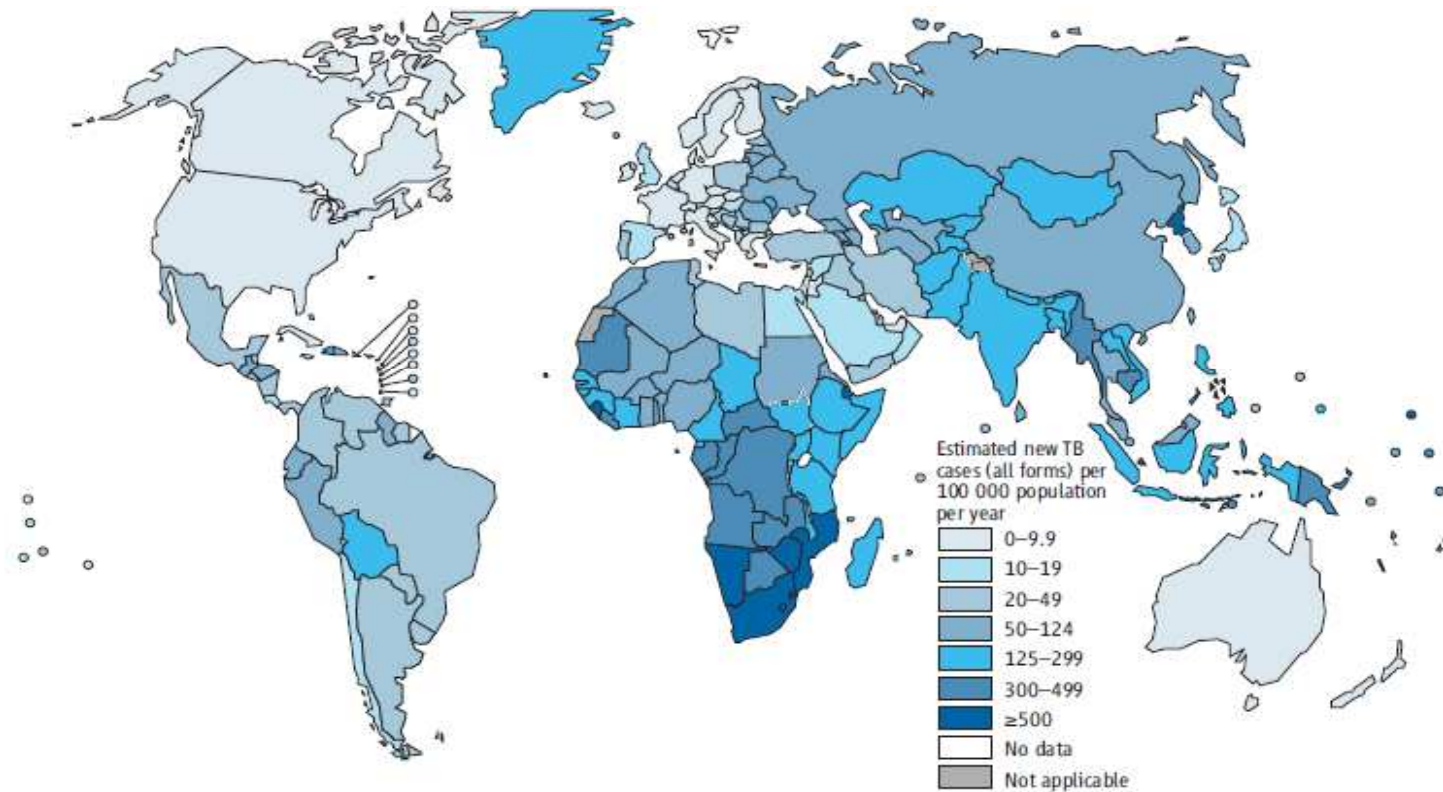 Estimated new TB
cases (all forms) per
100 000 population
per year
0–9.9
10–19
20–49
50–124
125–299
300–499
≥500
No data
Not applicable